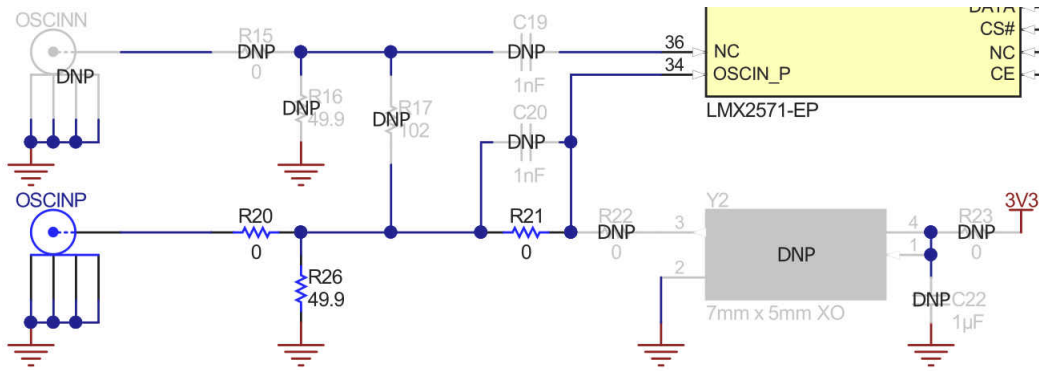 OSCINN
DNP
R15
DNP
0
DNP
R16
49.9
DNP
R17
102
C19
DNP
1nF
C20
DNP
1nF
36
34
NC
OSCIN_P
DATA
CS#
NC
CE
LMX2571-EP
OSCINP
R20
0
R26
49.9
R21
0
R22
DNP
0
3
2
Y2
DNP
7mm x 5mm XO
4
1
R23
DNP
0
3V3
DNP
C22
1µF